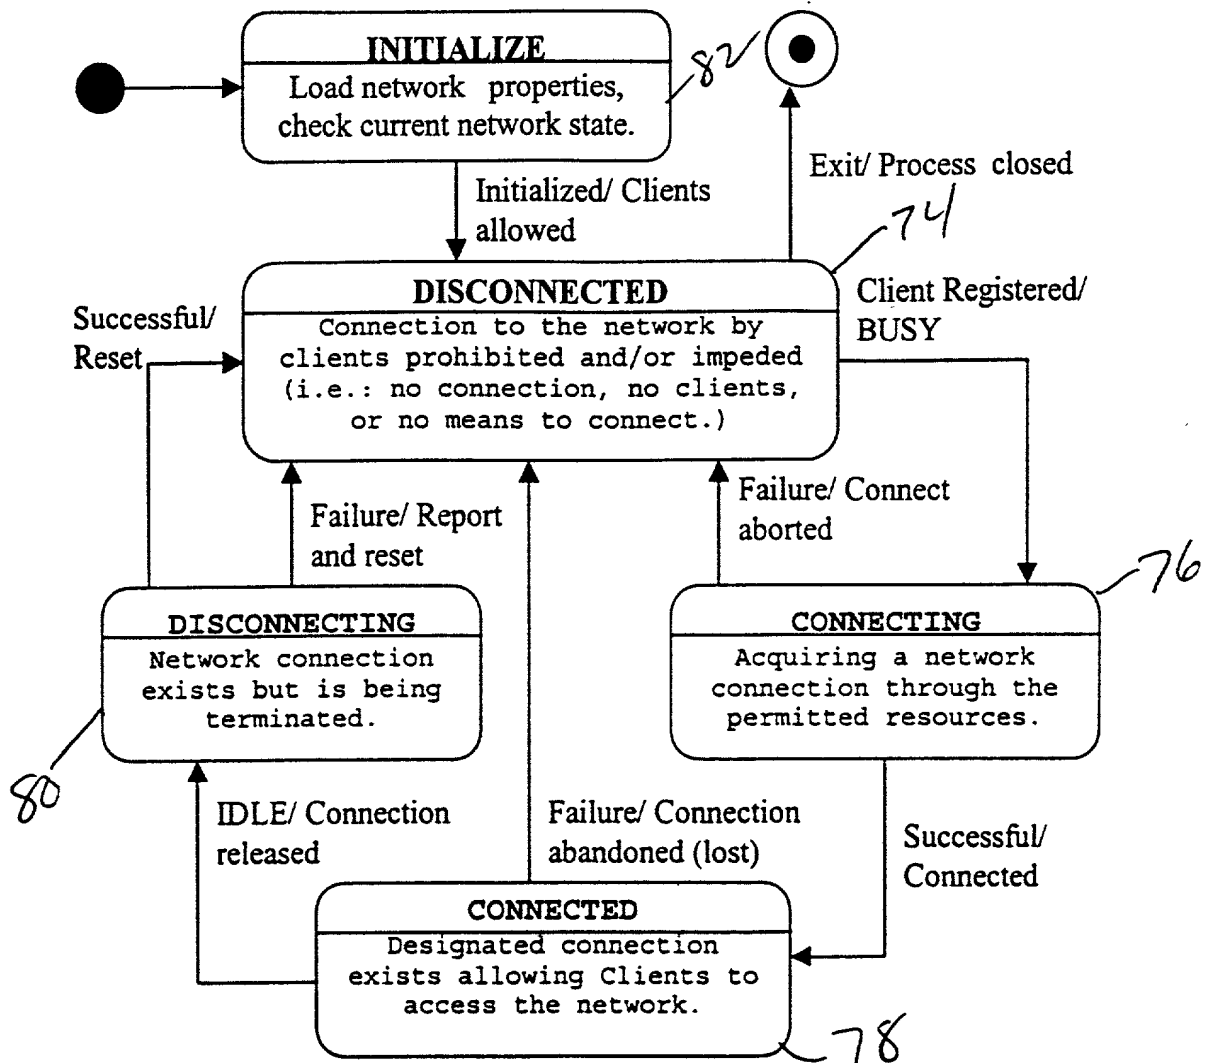 INITIALIZE
Load network properties,
check current network state.
82
Exit/ Process closed
Initialized/ Clients
allowed
74
DISCONNECTED
Connection to the network by
clients prohibited and/or impeded
(i.e.: no connection, no clients,
or no means to connect.)
Client Registered/
BUSY
Successful/
Reset
Failure/ Report
and reset
Failure/ Connect
aborted
76
DISCONNECTING
Network connection
exists but is being
terminated.
80
CONNECTING
Acquiring a network
connection through the
permitted resources.
IDLE/ Connection
released
Failure/ Connection
abandoned (lost)
Successful/
Connected
CONNECTED
Designated connection
exists allowing Clients to
access the network.
78